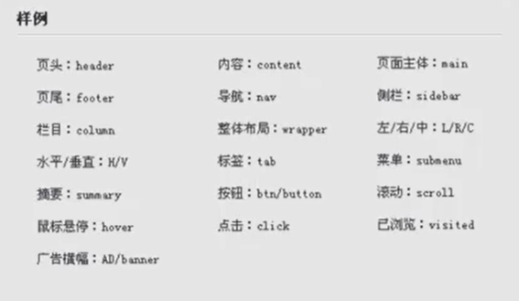 样例
页头：header 内容：content 页面主体：main
页尾：footer 导航：nav 侧栏：sidebar
栏目：column 整体布局：wrapper 左/右/中：L/R/C
水平/垂直：H/V 标签：tab 菜单：submenu
摘要：summary 按钮：btn/button 滚动：scroll
鼠标悬停：hover 点击：click 已浏览：visited
广告横幅：AD/banner